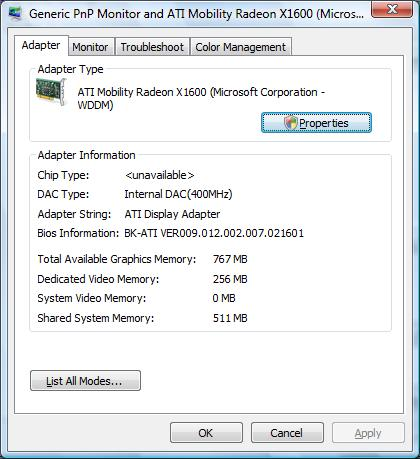 Generic PnP Monitor and ATI Mobility Radeon X1600 (Micros...
Adapter Monitor Troubleshoot Color Management
Adapter Type
ATI Mobility Radeon X1600 (Microsoft Corporation -
WDDM)
Properties
Adapter Information
Chip Type: <unavailable>
DAC Type: Internal DAC(400MHz)
Adapter String: ATI Display Adapter
Bios Information: BK-ATI VER009.012.002.007.021601
Total Available Graphics Memory: 767 MB
Dedicated Video Memory: 256 MB
System Video Memory: 0 MB
Shared System Memory: 511 MB
List All Modes...
OK Cancel Apply